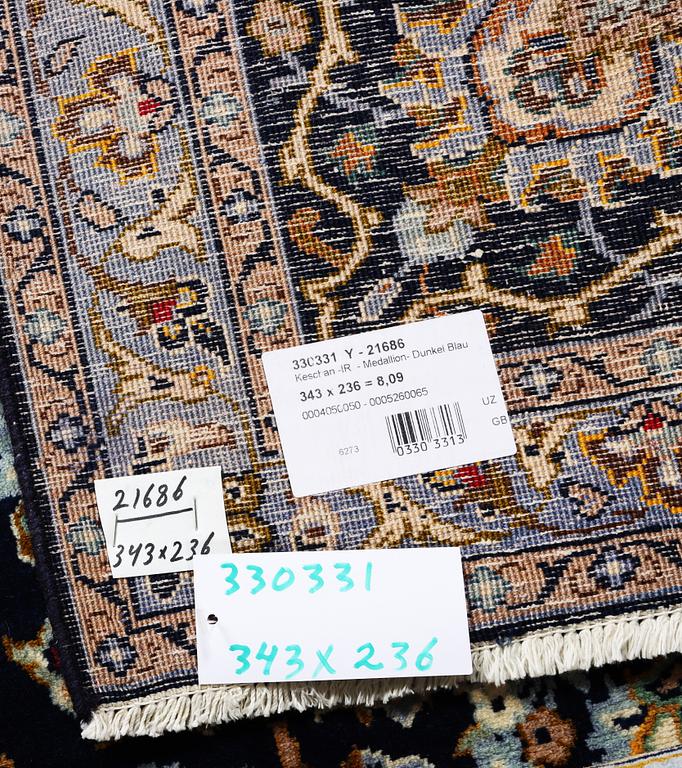 330331 Y - 21686
Keschan -IR - Medallion- Dunkel Blau
343 x 236 = 8,09
0004050050 - 0005260065
UZ
GB
6273
0330 3313
21686
343x236
330331
343 x 236